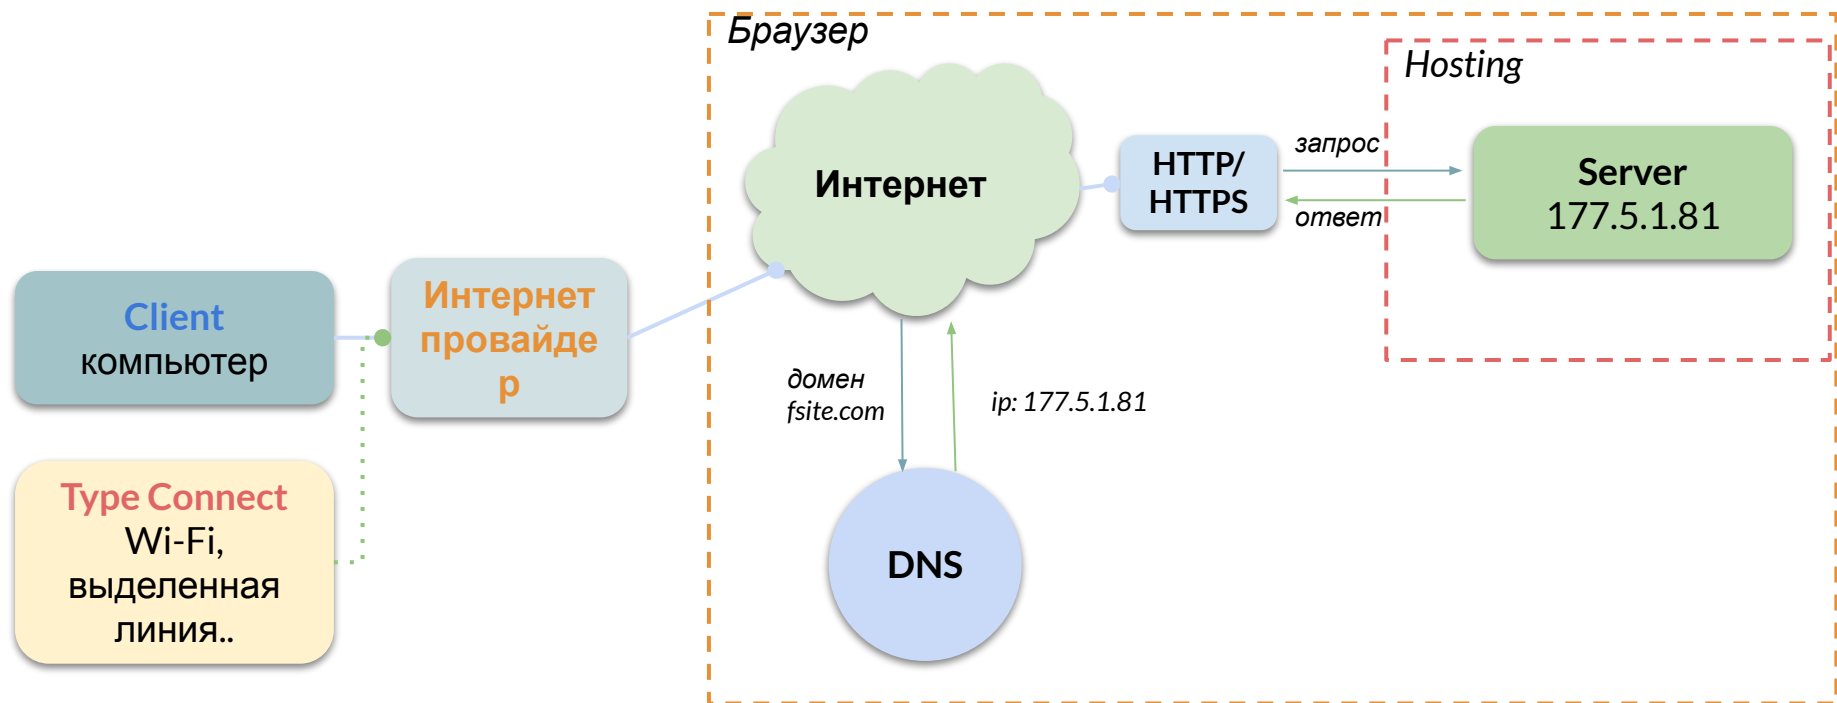 Браузер
Hosting
Интернет
HTTP/
HTTPS
запрос
ответ
Server
177.5.1.81
Client
компьютер
Интернет
провайде
р
домен
fsite.com
ip: 177.5.1.81
Type Connect
Wi-Fi,
выделенная
линия..
DNS